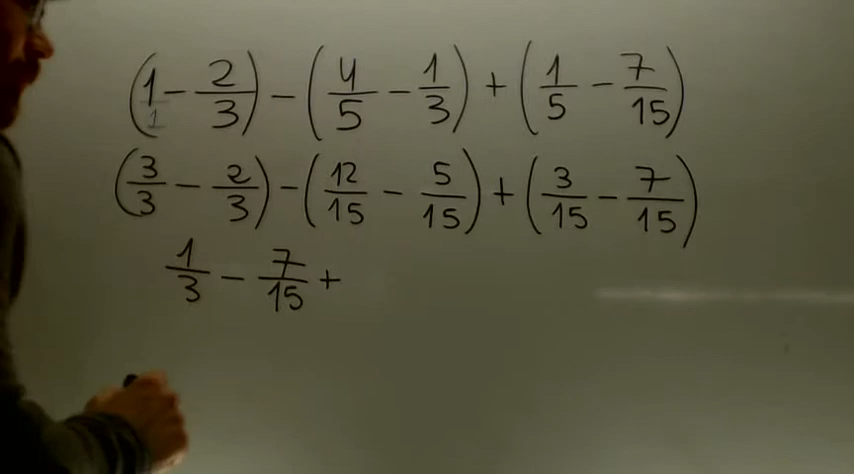 (1/1 - 2/3) - (4/5 - 1/3) + (1/5 - 7/15)
(3/3 - 2/3) - (12/15 - 5/15) + (3/15 - 7/15)
1/3 - 7/15 +